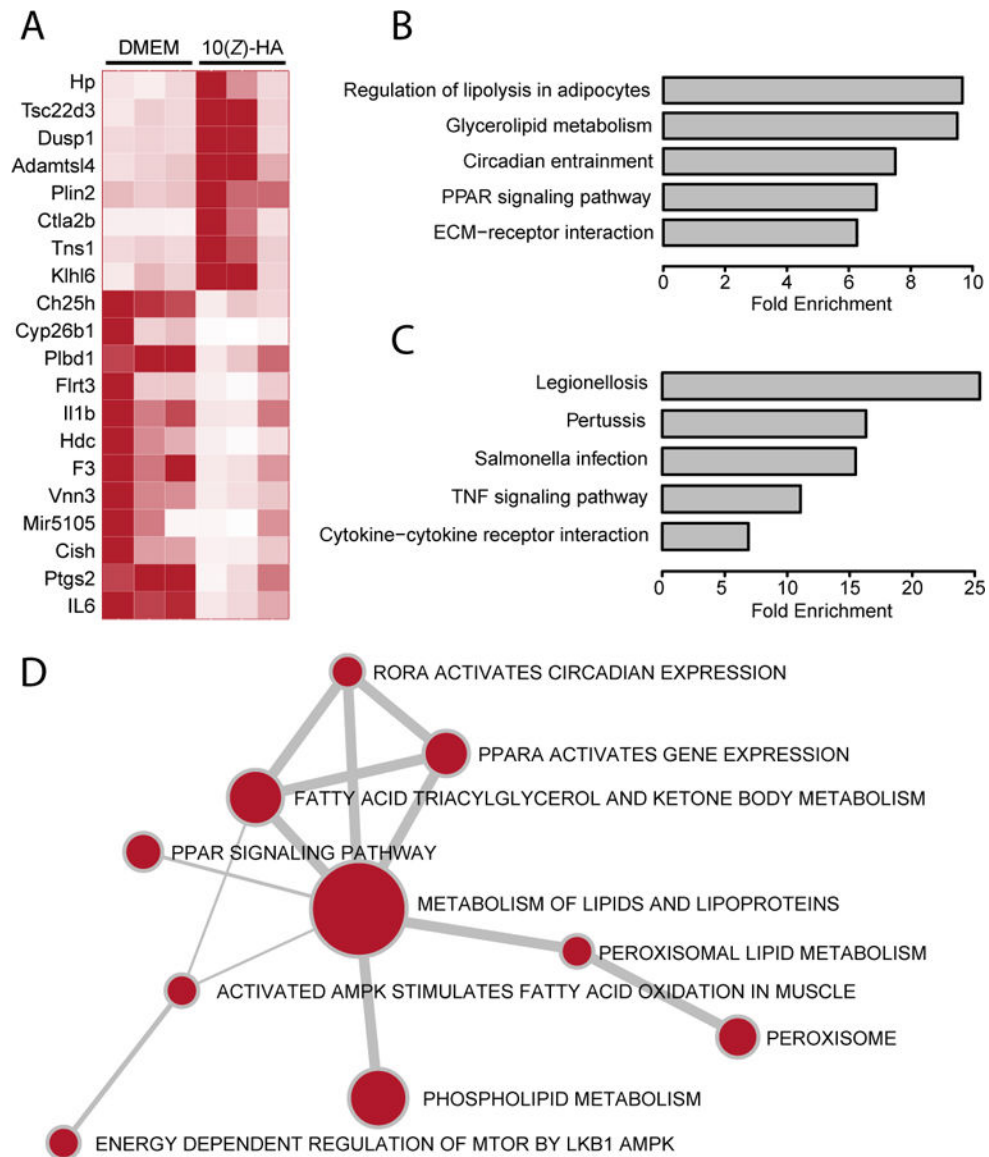 A
DMEM 10(Z)-HA
Hp
Tsc22d3
Dusp1
Adamtsl4
Plin2
Ctla2b
Tns1
Klhl6
Ch25h
Cyp26b1
Plbd1
Flrt3
Il1b
Hdc
F3
Vnn3
Mir5105
Cish
Ptgs2
IL6
B
Regulation of lipolysis in adipocytes
Glycerolipid metabolism
Circadian entrainment
PPAR signaling pathway
ECM−receptor interaction
0 2 4 6 8 10
Fold Enrichment
C
Legionellosis
Pertussis
Salmonella infection
TNF signaling pathway
Cytokine−cytokine receptor interaction
0 5 10 15 20 25
Fold Enrichment
D
RORA ACTIVATES CIRCADIAN EXPRESSION
PPARA ACTIVATES GENE EXPRESSION
FATTY ACID TRIACYLGLYCEROL AND KETONE BODY METABOLISM
PPAR SIGNALING PATHWAY
METABOLISM OF LIPIDS AND LIPOPROTEINS
PEROXISOMAL LIPID METABOLISM
ACTIVATED AMPK STIMULATES FATTY ACID OXIDATION IN MUSCLE
PEROXISOME
PHOSPHOLIPID METABOLISM
ENERGY DEPENDENT REGULATION OF MTOR BY LKB1 AMPK